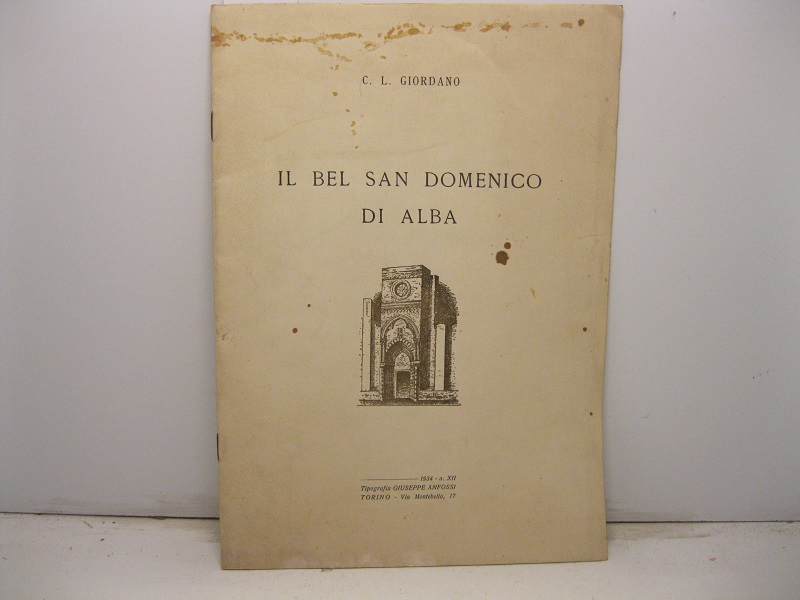 C. L. GIORDANO
IL BEL SAN DOMENICO
DI ALBA
1934 - a. XII
Tipografia GIUSEPPE ANFOSSI
TORINO - Via Montebello, 17